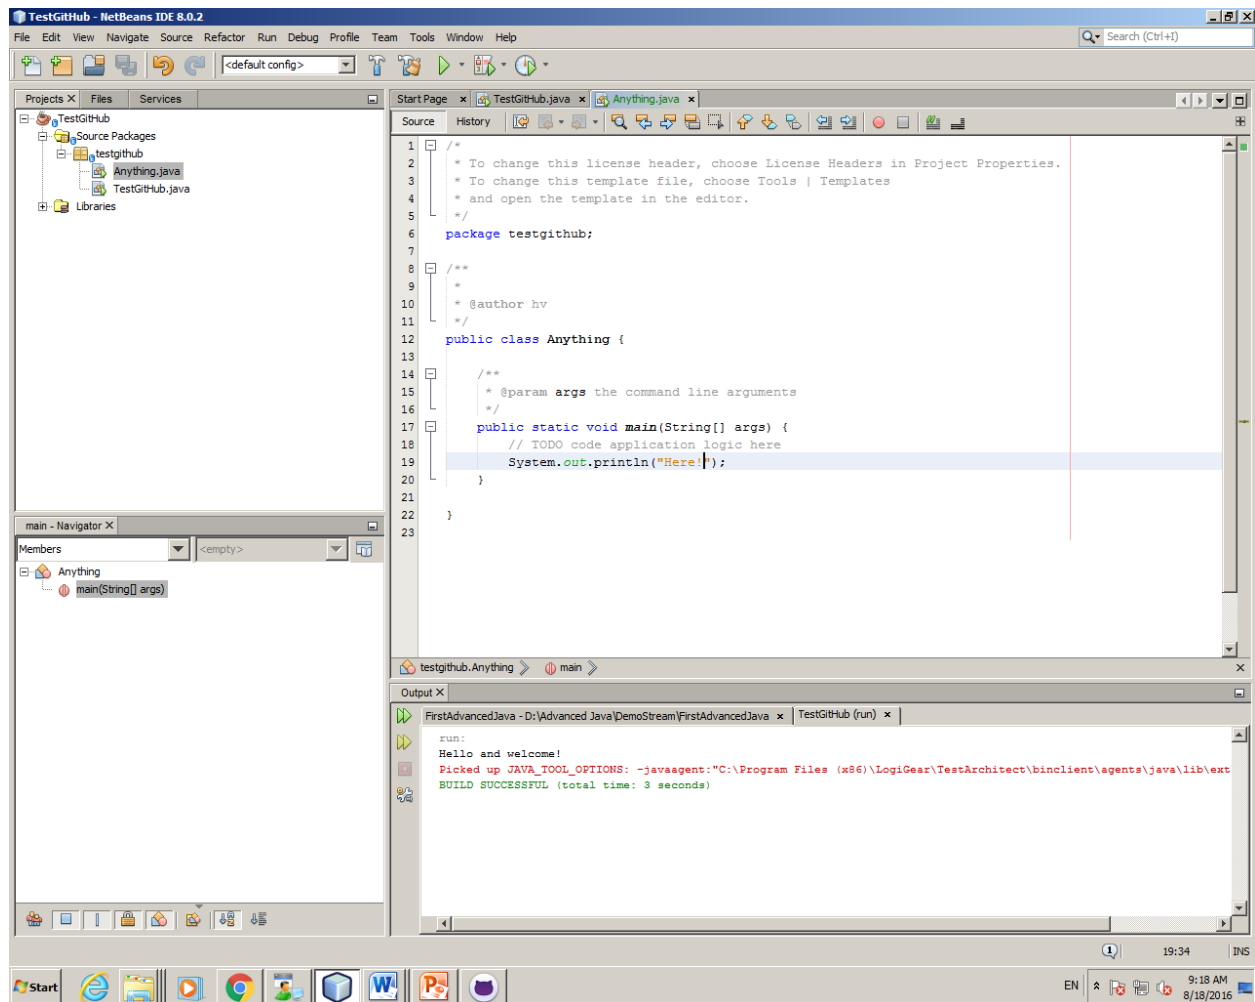 TestGitHub - NetBeans IDE 8.0.2
File Edit View Navigate Source Refactor Run Debug Profile Team Tools Window Help
Search (Ctrl+I)
<default config>
Projects Files Services
TestGitHub
Source Packages
testgithub
Anything.java
TestGitHub.java
Libraries
Start Page TestGitHub.java Anything.java
Source History
1 /*
2 * To change this license header, choose License Headers in Project Properties.
3 * To change this template file, choose Tools | Templates
4 * and open the template in the editor.
5 */
6 package testgithub;
7
8 /**
9 *
10 * @author hv
11 */
12 public class Anything {
13
14 /**
15 * @param args the command line arguments
16 */
17 public static void main(String[] args) {
18 // TODO code application logic here
19 System.out.println("Here!");
20 }
21
22 }
23
main - Navigator
Members <empty>
Anything
main(String[] args)
testgithub.Anything main
Output
FirstAdvancedJava - D:\Advanced Java\DemoStream\FirstAdvancedJava TestGitHub (run)
run:
Hello and welcome!
Picked up JAVA_TOOL_OPTIONS: -javaagent:"C:\Program Files (x86)\LogiGear\TestArchitect\binclient\agents\java\lib\ext
BUILD SUCCESSFUL (total time: 3 seconds)
1 19:34 INS
Start
EN
9:18 AM
8/18/2016